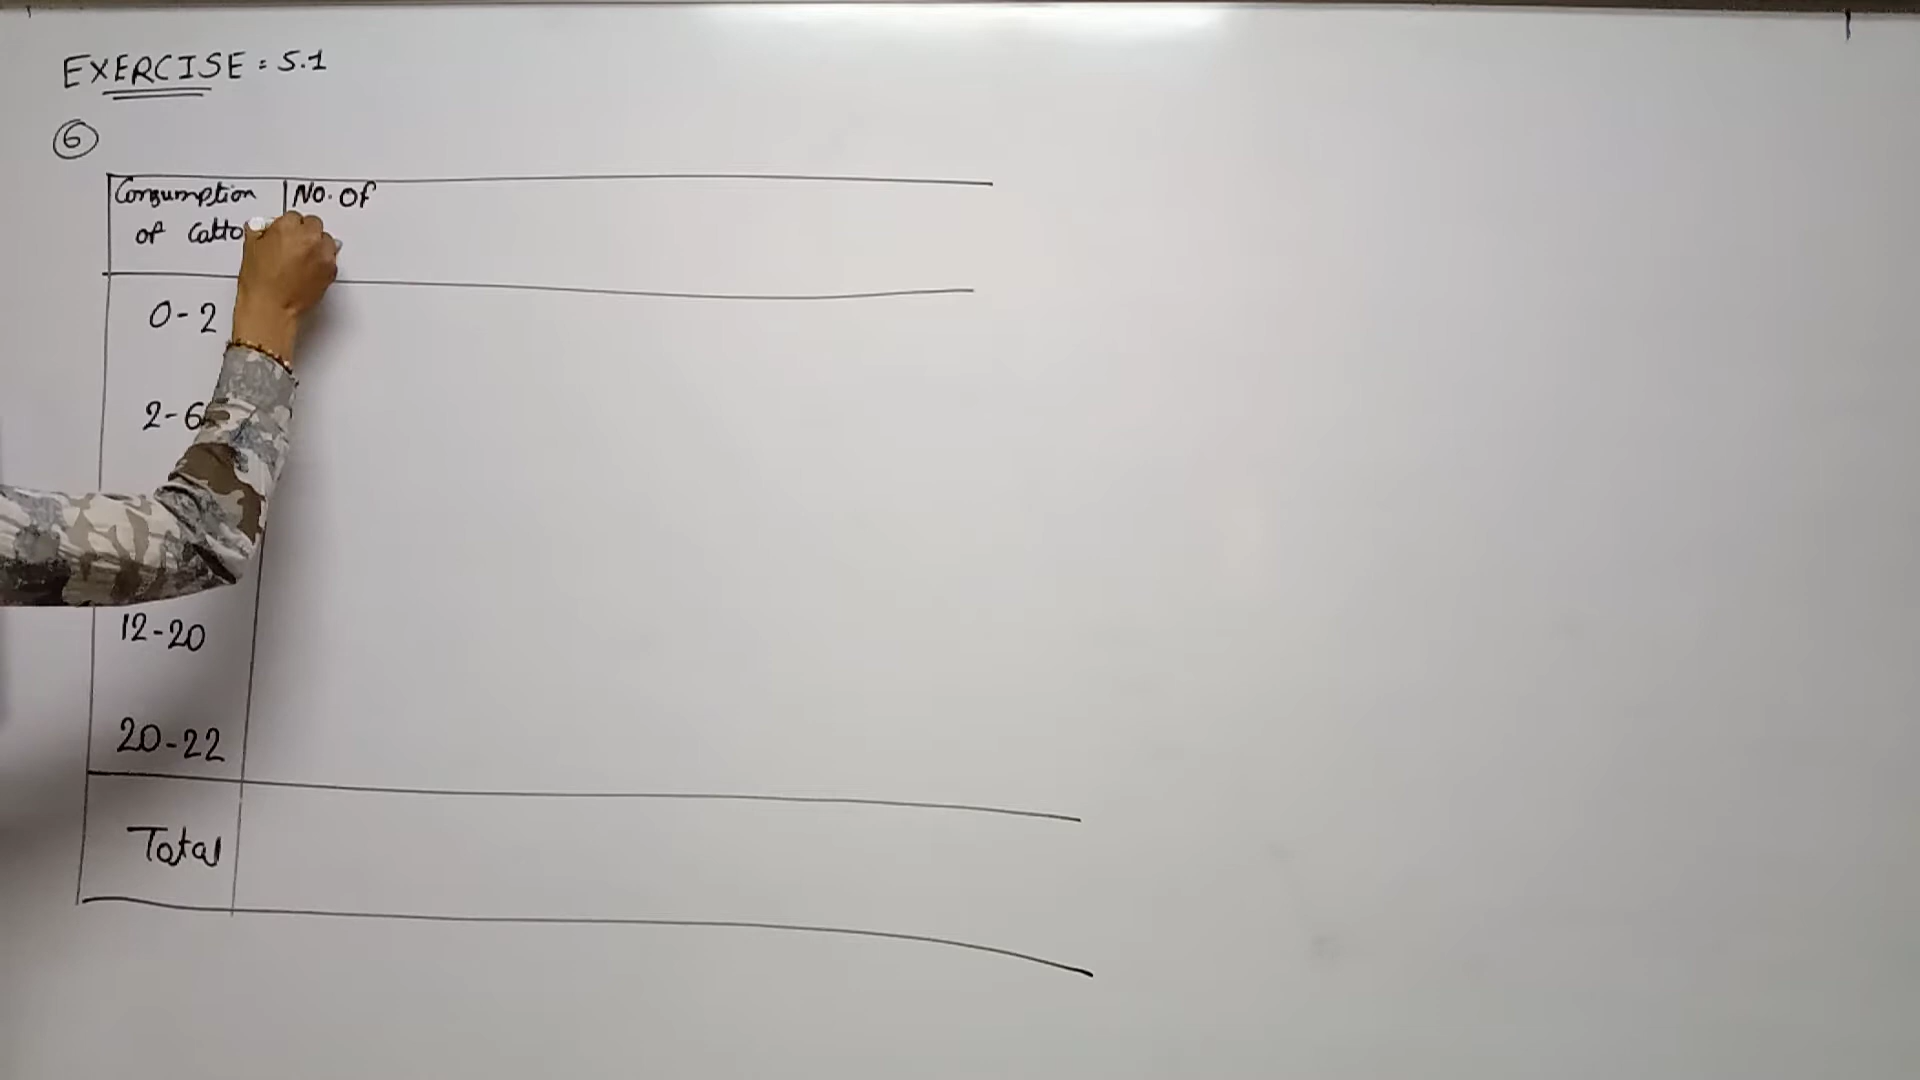 EXERCISE : 5.1
6
Consumption No. of
of
0-2
2-6
12-20
20-22
Total